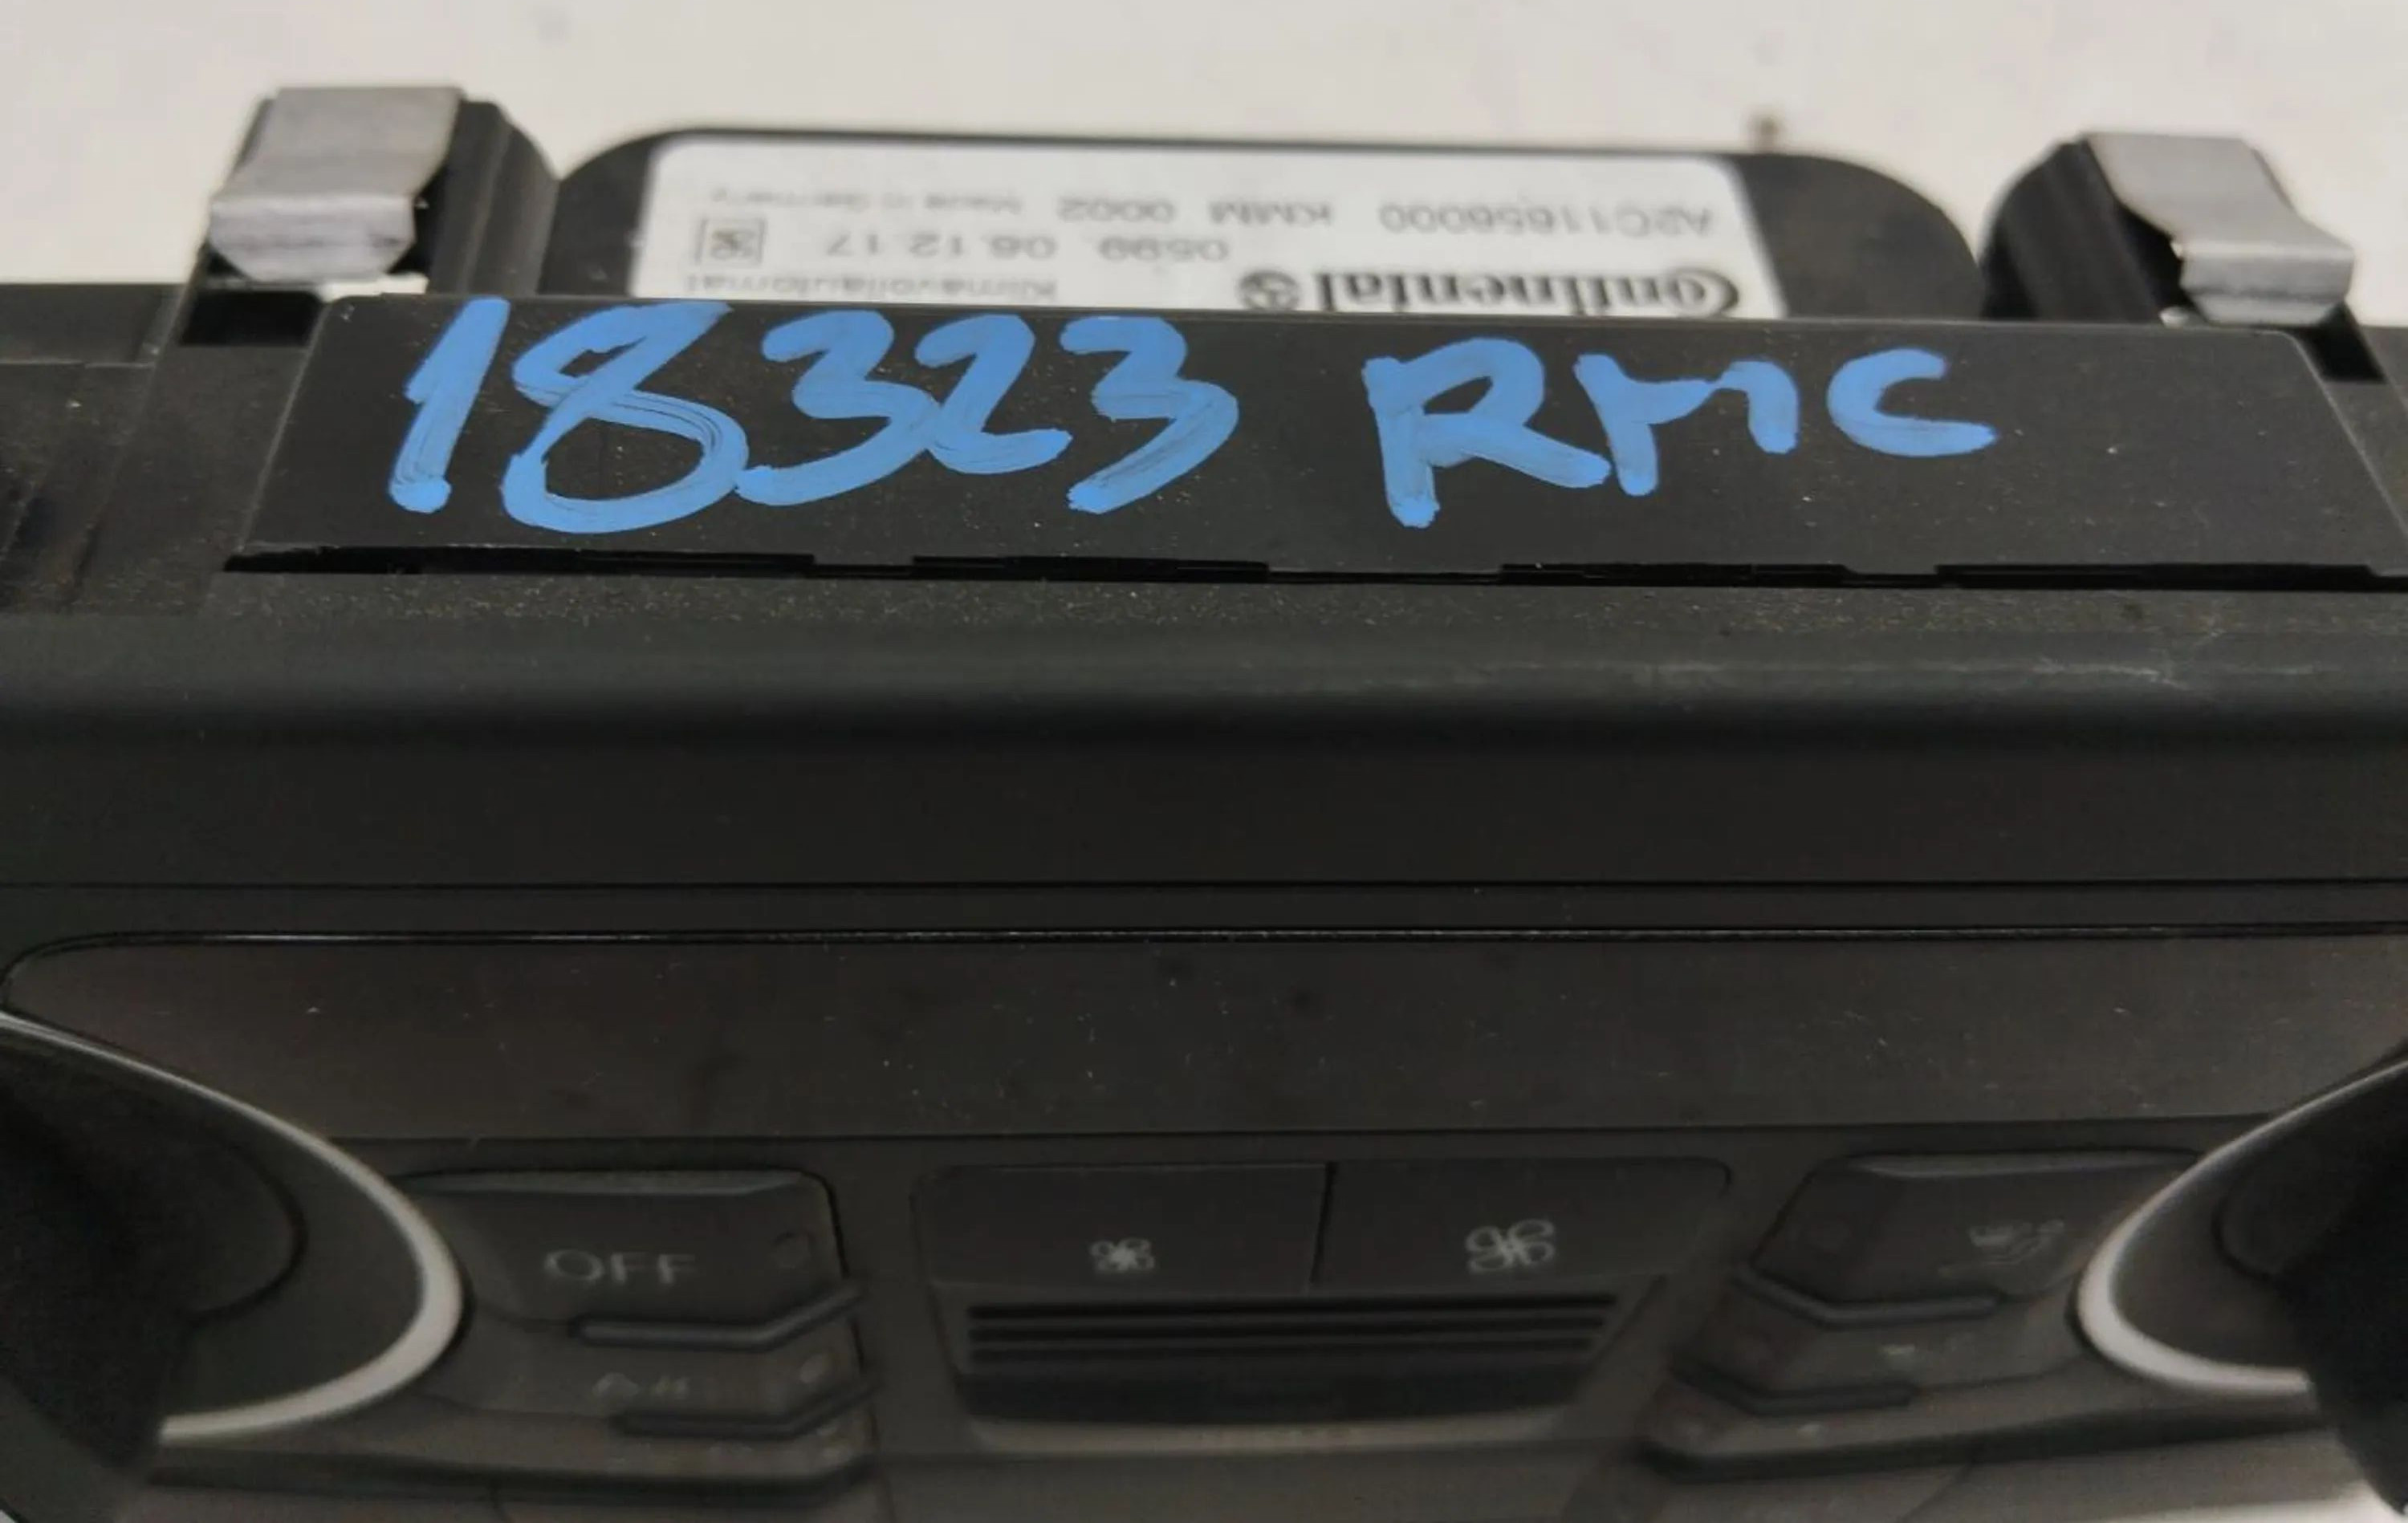 A2C11656000 KMM 0002 Made in Germany
0599 06.12.17
Continental Klimavollautomat
18323 RMC
OFF